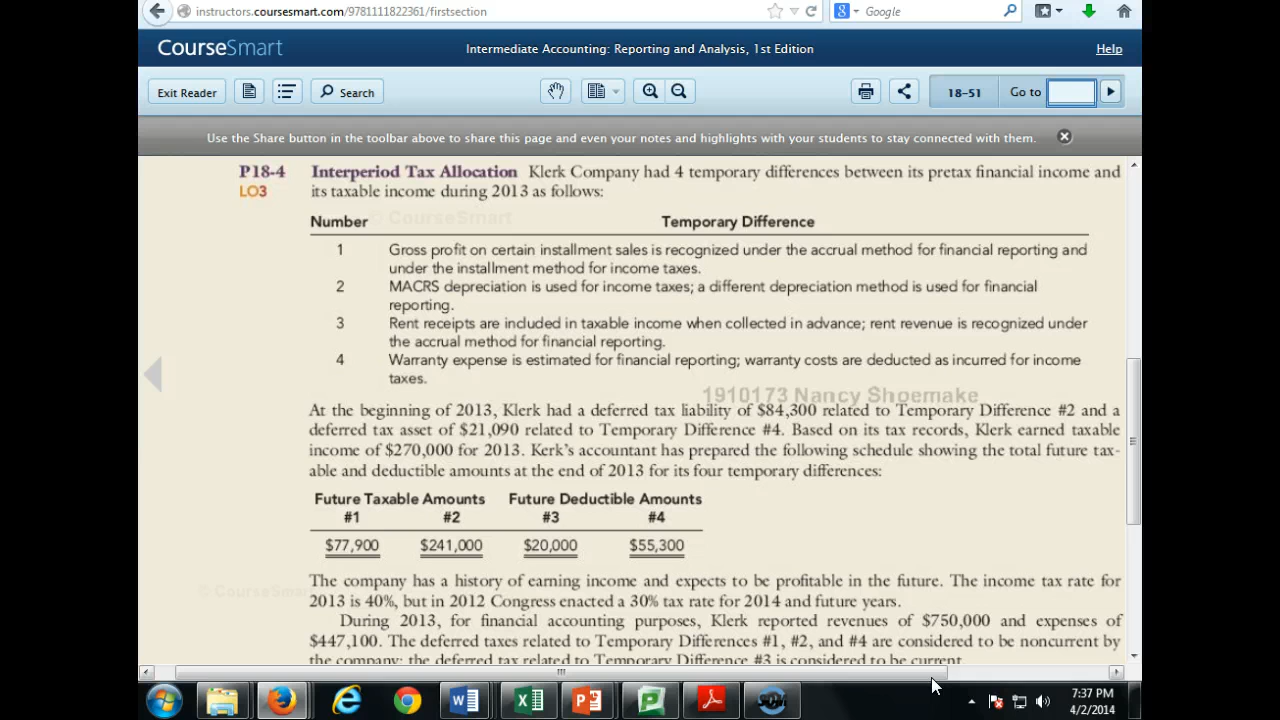 instructors.coursesmart.com/9781111822361/firstsection
Google
CourseSmart
Intermediate Accounting: Reporting and Analysis, 1st Edition
Help
Exit Reader
Search
18-51
Go to
Use the Share button in the toolbar above to share this page and even your notes and highlights with your students to stay connected with them.
P18-4 Interperiod Tax Allocation Klerk Company had 4 temporary differences between its pretax financial income and
LO3 its taxable income during 2013 as follows:
© CourseSmart
Number Temporary Difference
1 Gross profit on certain installment sales is recognized under the accrual method for financial reporting and
under the installment method for income taxes.
2 MACRS depreciation is used for income taxes; a different depreciation method is used for financial
reporting.
3 Rent receipts are included in taxable income when collected in advance; rent revenue is recognized under
the accrual method for financial reporting.
4 Warranty expense is estimated for financial reporting; warranty costs are deducted as incurred for income
taxes.
1910173 Nancy Shoemake
At the beginning of 2013, Klerk had a deferred tax liability of $84,300 related to Temporary Difference #2 and a
deferred tax asset of $21,090 related to Temporary Difference #4. Based on its tax records, Klerk earned taxable
income of $270,000 for 2013. Kerk's accountant has prepared the following schedule showing the total future tax-
able and deductible amounts at the end of 2013 for its four temporary differences:
Future Taxable Amounts Future Deductible Amounts
#1 #2 #3 #4
$77,900 $241,000 $20,000 $55,300
The company has a history of earning income and expects to be profitable in the future. The income tax rate for
© CourseSmart
2013 is 40%, but in 2012 Congress enacted a 30% tax rate for 2014 and future years.
During 2013, for financial accounting purposes, Klerk reported revenues of $750,000 and expenses of
$447,100. The deferred taxes related to Temporary Differences #1, #2, and #4 are considered to be noncurrent by
the company; the deferred tax related to Temporary Difference #3 is considered to be current.
7:37 PM
4/2/2014